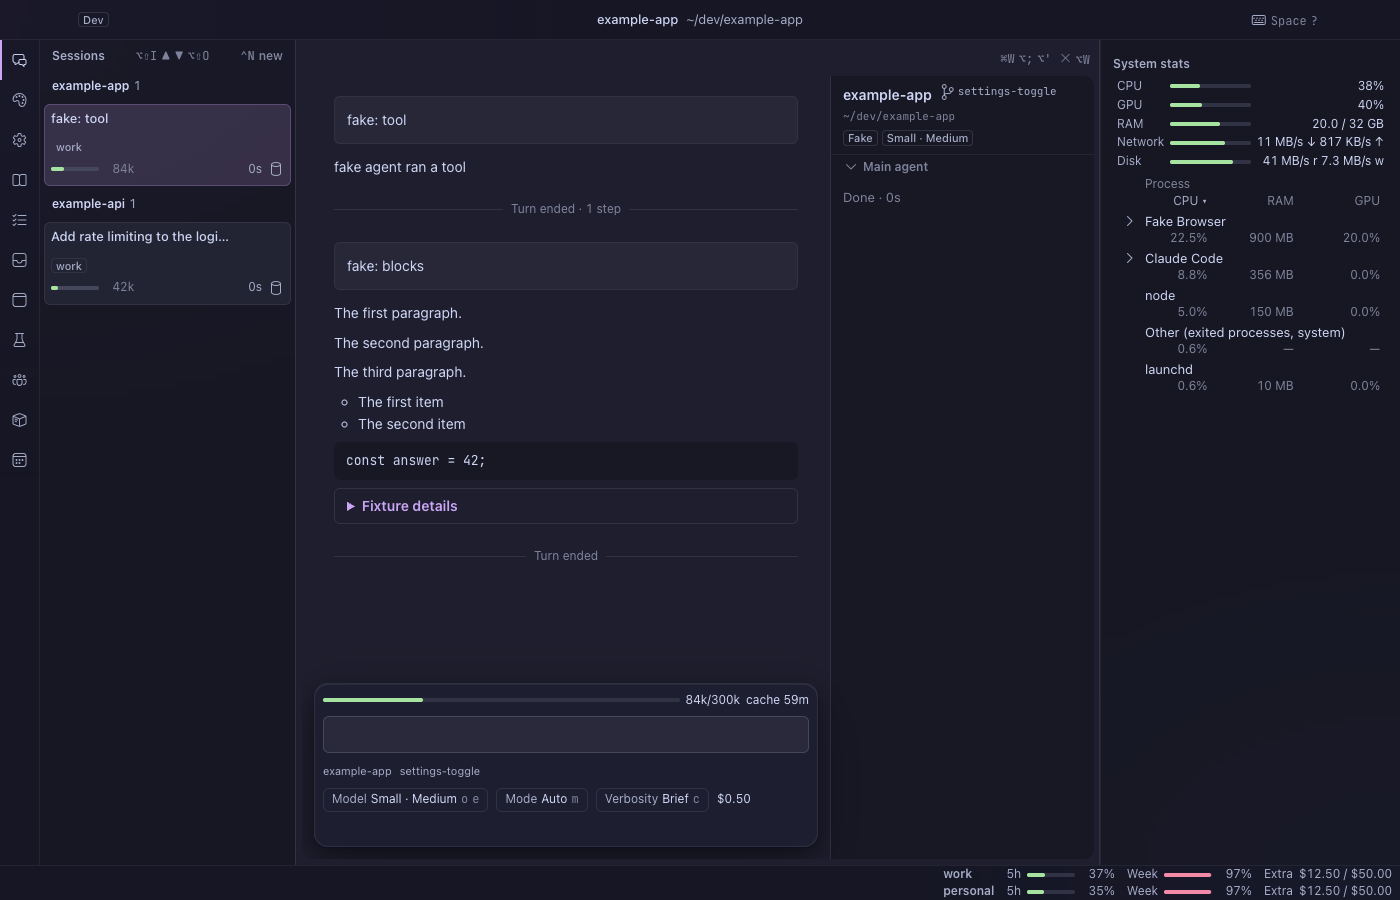 Dev
example-app ~/dev/example-app
Space ?
Sessions ⌥⇧I ▲ ▼ ⌥⇧O ^N new
example-app 1
fake: tool
work
84k 0s
example-api 1
Add rate limiting to the logi…
work
42k 0s
⌘W ⌥; ⌥' ⌥W
fake: tool
fake agent ran a tool
Turn ended · 1 step
fake: blocks
The first paragraph.
The second paragraph.
The third paragraph.
The first item
The second item
const answer = 42;
Fixture details
Turn ended
84k/300k cache 59m
example-app settings-toggle
Model Small · Medium o e Mode Auto m Verbosity Brief c $0.50
example-app settings-toggle
~/dev/example-app
Fake Small · Medium
Main agent
Done · 0s
System stats
CPU 38%
GPU 40%
RAM 20.0 / 32 GB
Network 11 MB/s ↓ 817 KB/s ↑
Disk 41 MB/s r 7.3 MB/s w
Process
CPU RAM GPU
Fake Browser
22.5% 900 MB 20.0%
Claude Code
8.8% 356 MB 0.0%
node
5.0% 150 MB 0.0%
Other (exited processes, system)
0.6% — —
launchd
0.6% 10 MB 0.0%
work 5h 37% Week 97% Extra $12.50 / $50.00
personal 5h 35% Week 97% Extra $12.50 / $50.00